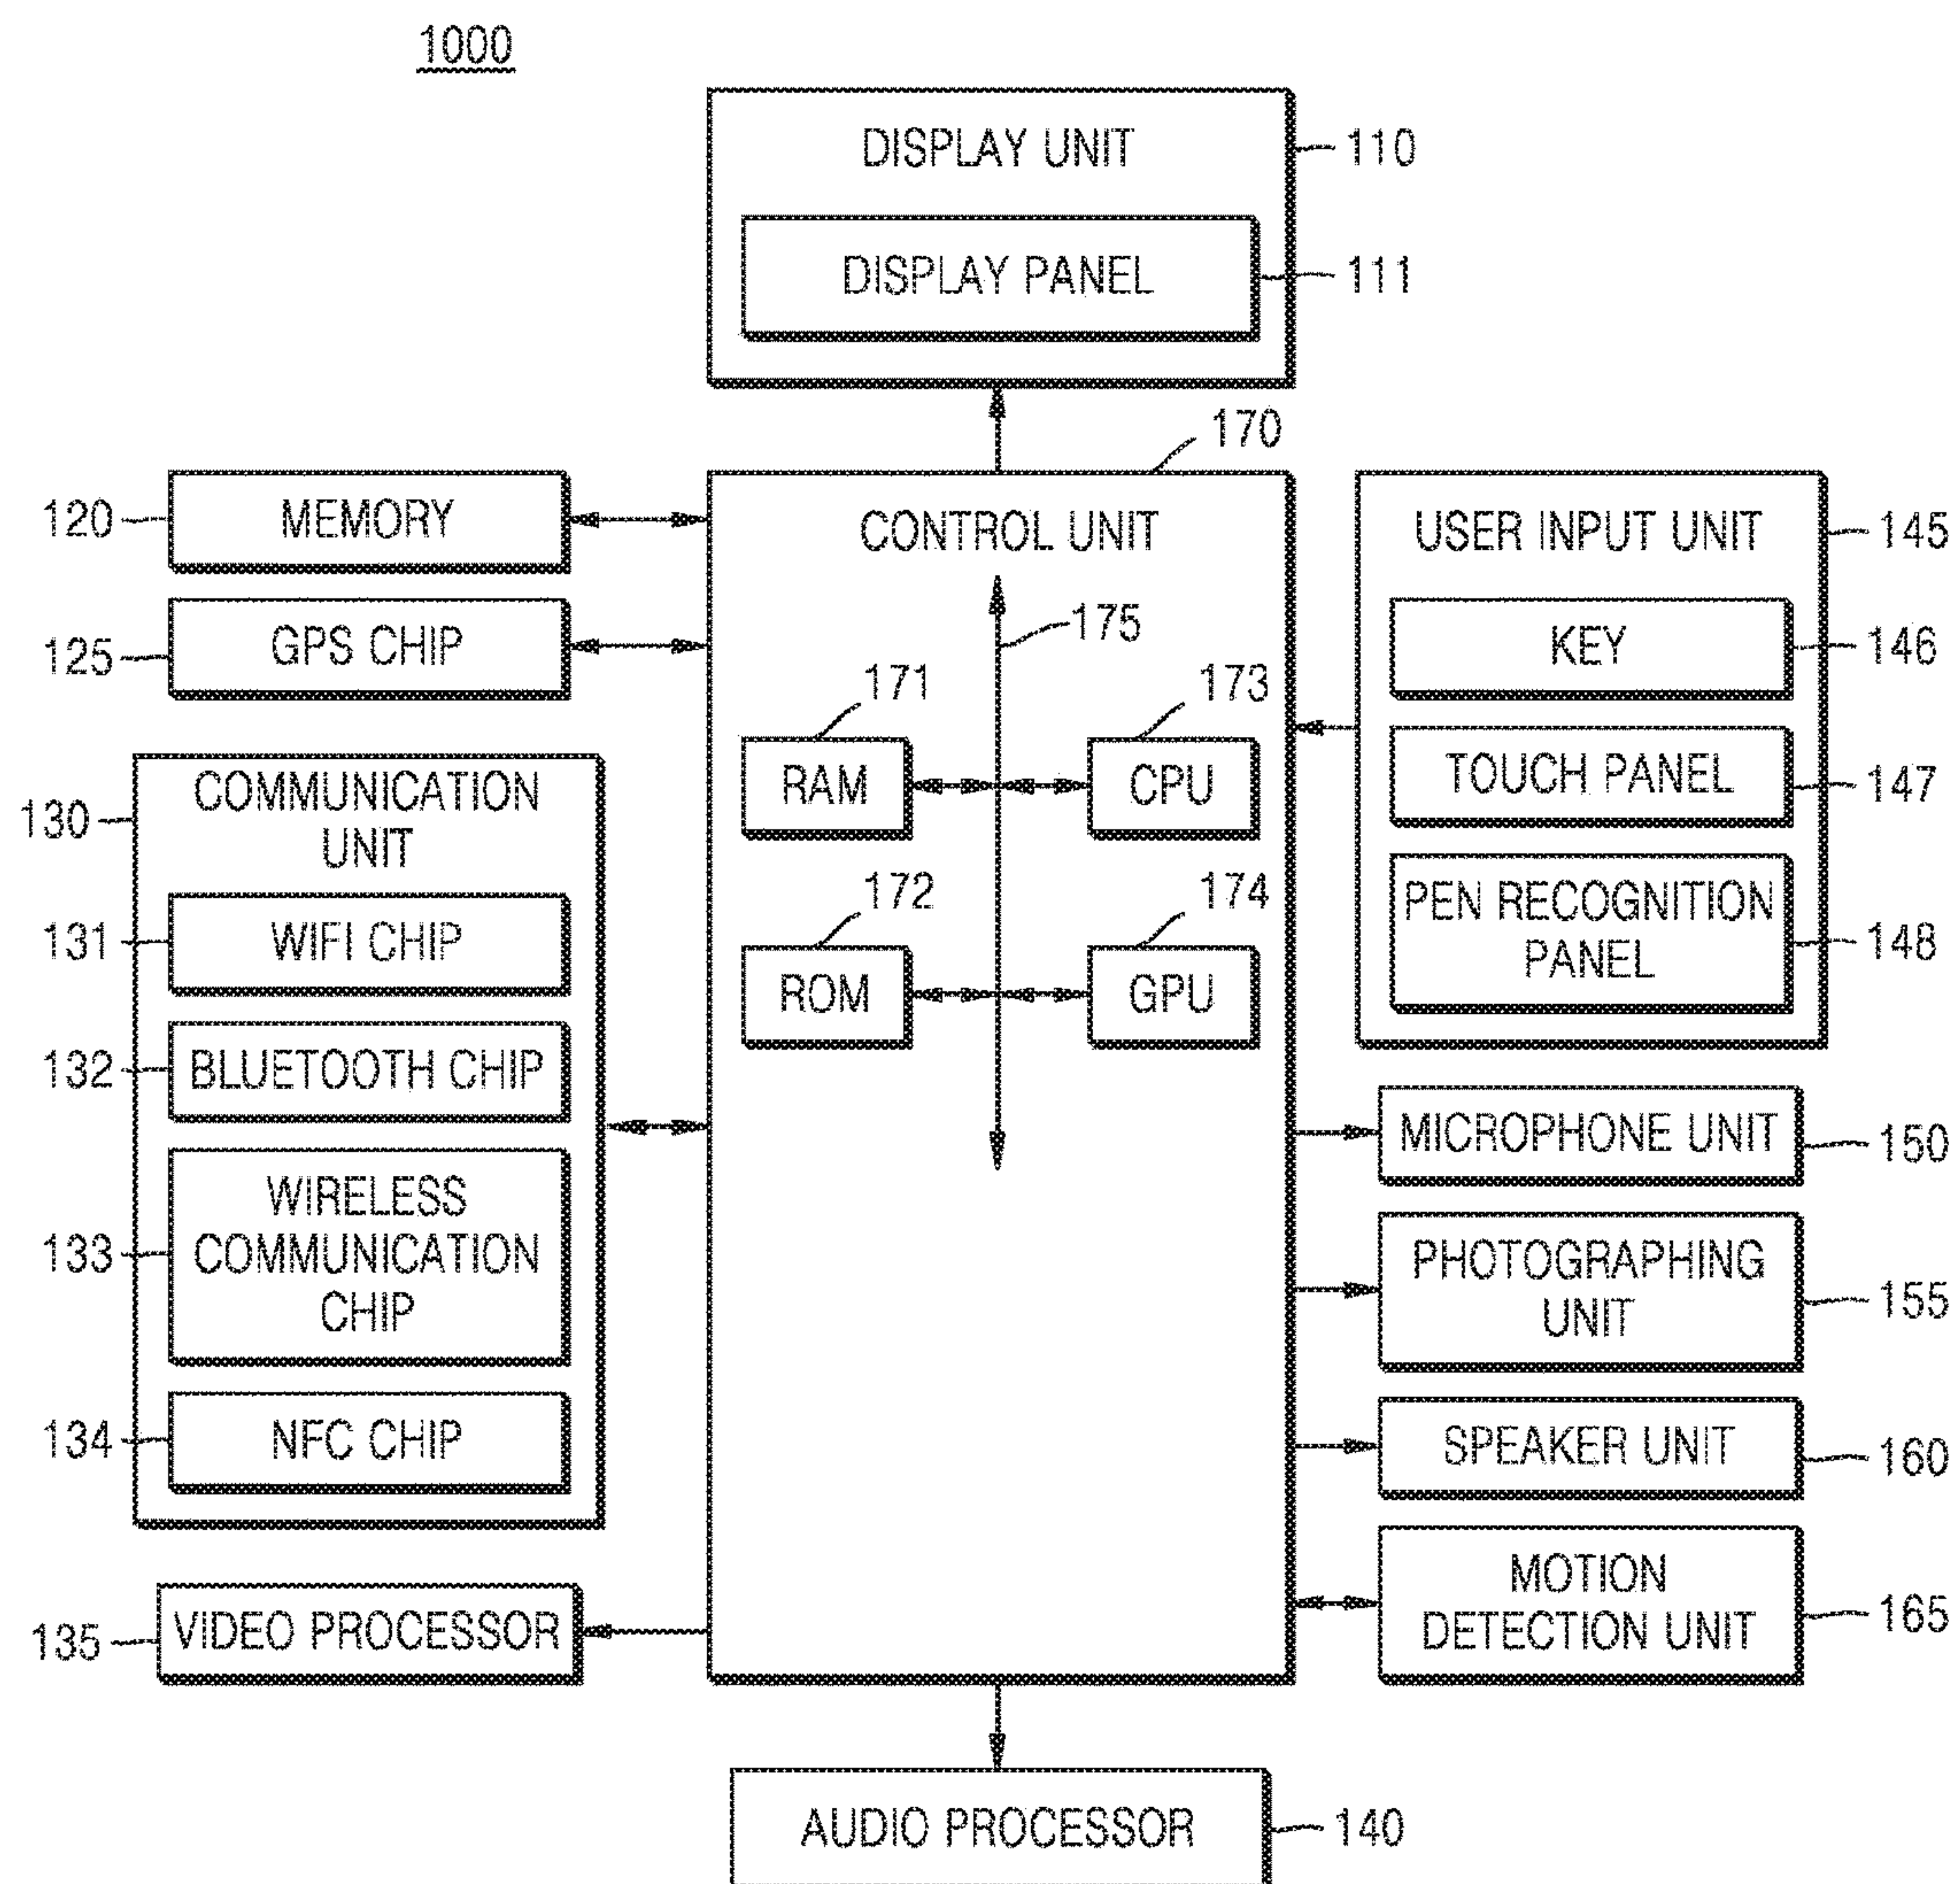 1000
DISPLAY UNIT
110
DISPLAY PANEL
111
170
120
MEMORY
125
GPS CHIP
130
COMMUNICATION
UNIT
131
WIFI CHIP
132
BLUETOOTH CHIP
133
WIRELESS
COMMUNICATION
CHIP
134
NFC CHIP
135
VIDEO PROCESSOR
CONTROL UNIT
175
171
173
RAM
CPU
172
174
ROM
GPU
USER INPUT UNIT
145
KEY
146
TOUCH PANEL
147
PEN RECOGNITION
PANEL
148
MICROPHONE UNIT
150
PHOTOGRAPHING
UNIT
155
SPEAKER UNIT
160
MOTION
DETECTION UNIT
165
AUDIO PROCESSOR
140